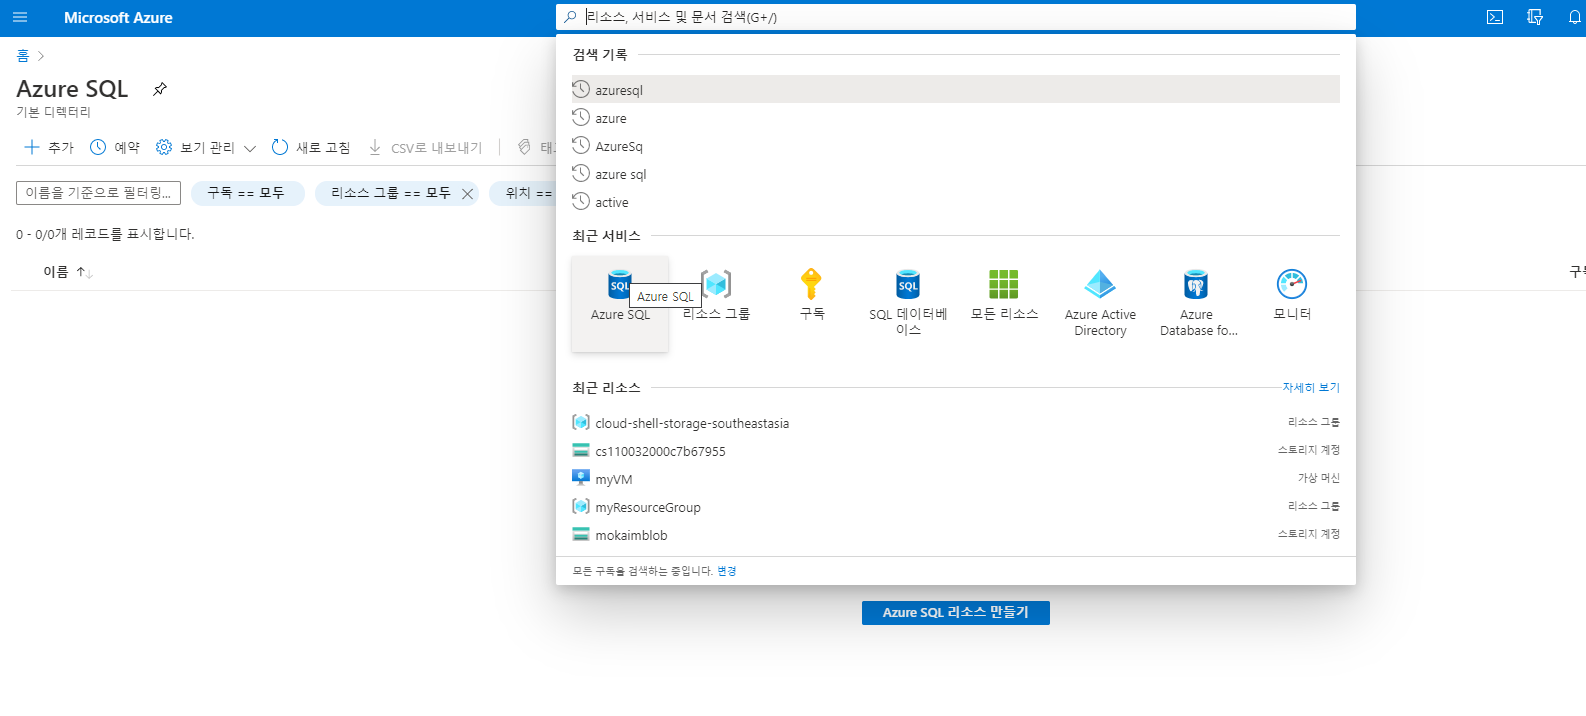 Microsoft Azure
리소스, 서비스 및 문서 검색(G+/)
홈
Azure SQL
기본 디렉터리
추가 예약 보기 관리 새로 고침 CSV로 내보내기
이름을 기준으로 필터링... 구독 == 모두 리소스 그룹 == 모두 위치 ==
0 - 0/0개 레코드를 표시합니다.
이름 ↑↓
검색 기록
azuresql
azure
AzureSq
azure sql
active
최근 서비스
SQL
Azure SQL
Azure SQL
리소스 그룹
구독
SQL
SQL 데이터베
이스
모든 리소스
Azure Active
Directory
Azure
Database fo...
모니터
최근 리소스 자세히 보기
cloud-shell-storage-southeastasia 리소스 그룹
cs110032000c7b67955 스토리지 계정
myVM 가상 머신
myResourceGroup 리소스 그룹
mokaimblob 스토리지 계정
모든 구독을 검색하는 중입니다. 변경
Azure SQL 리소스 만들기